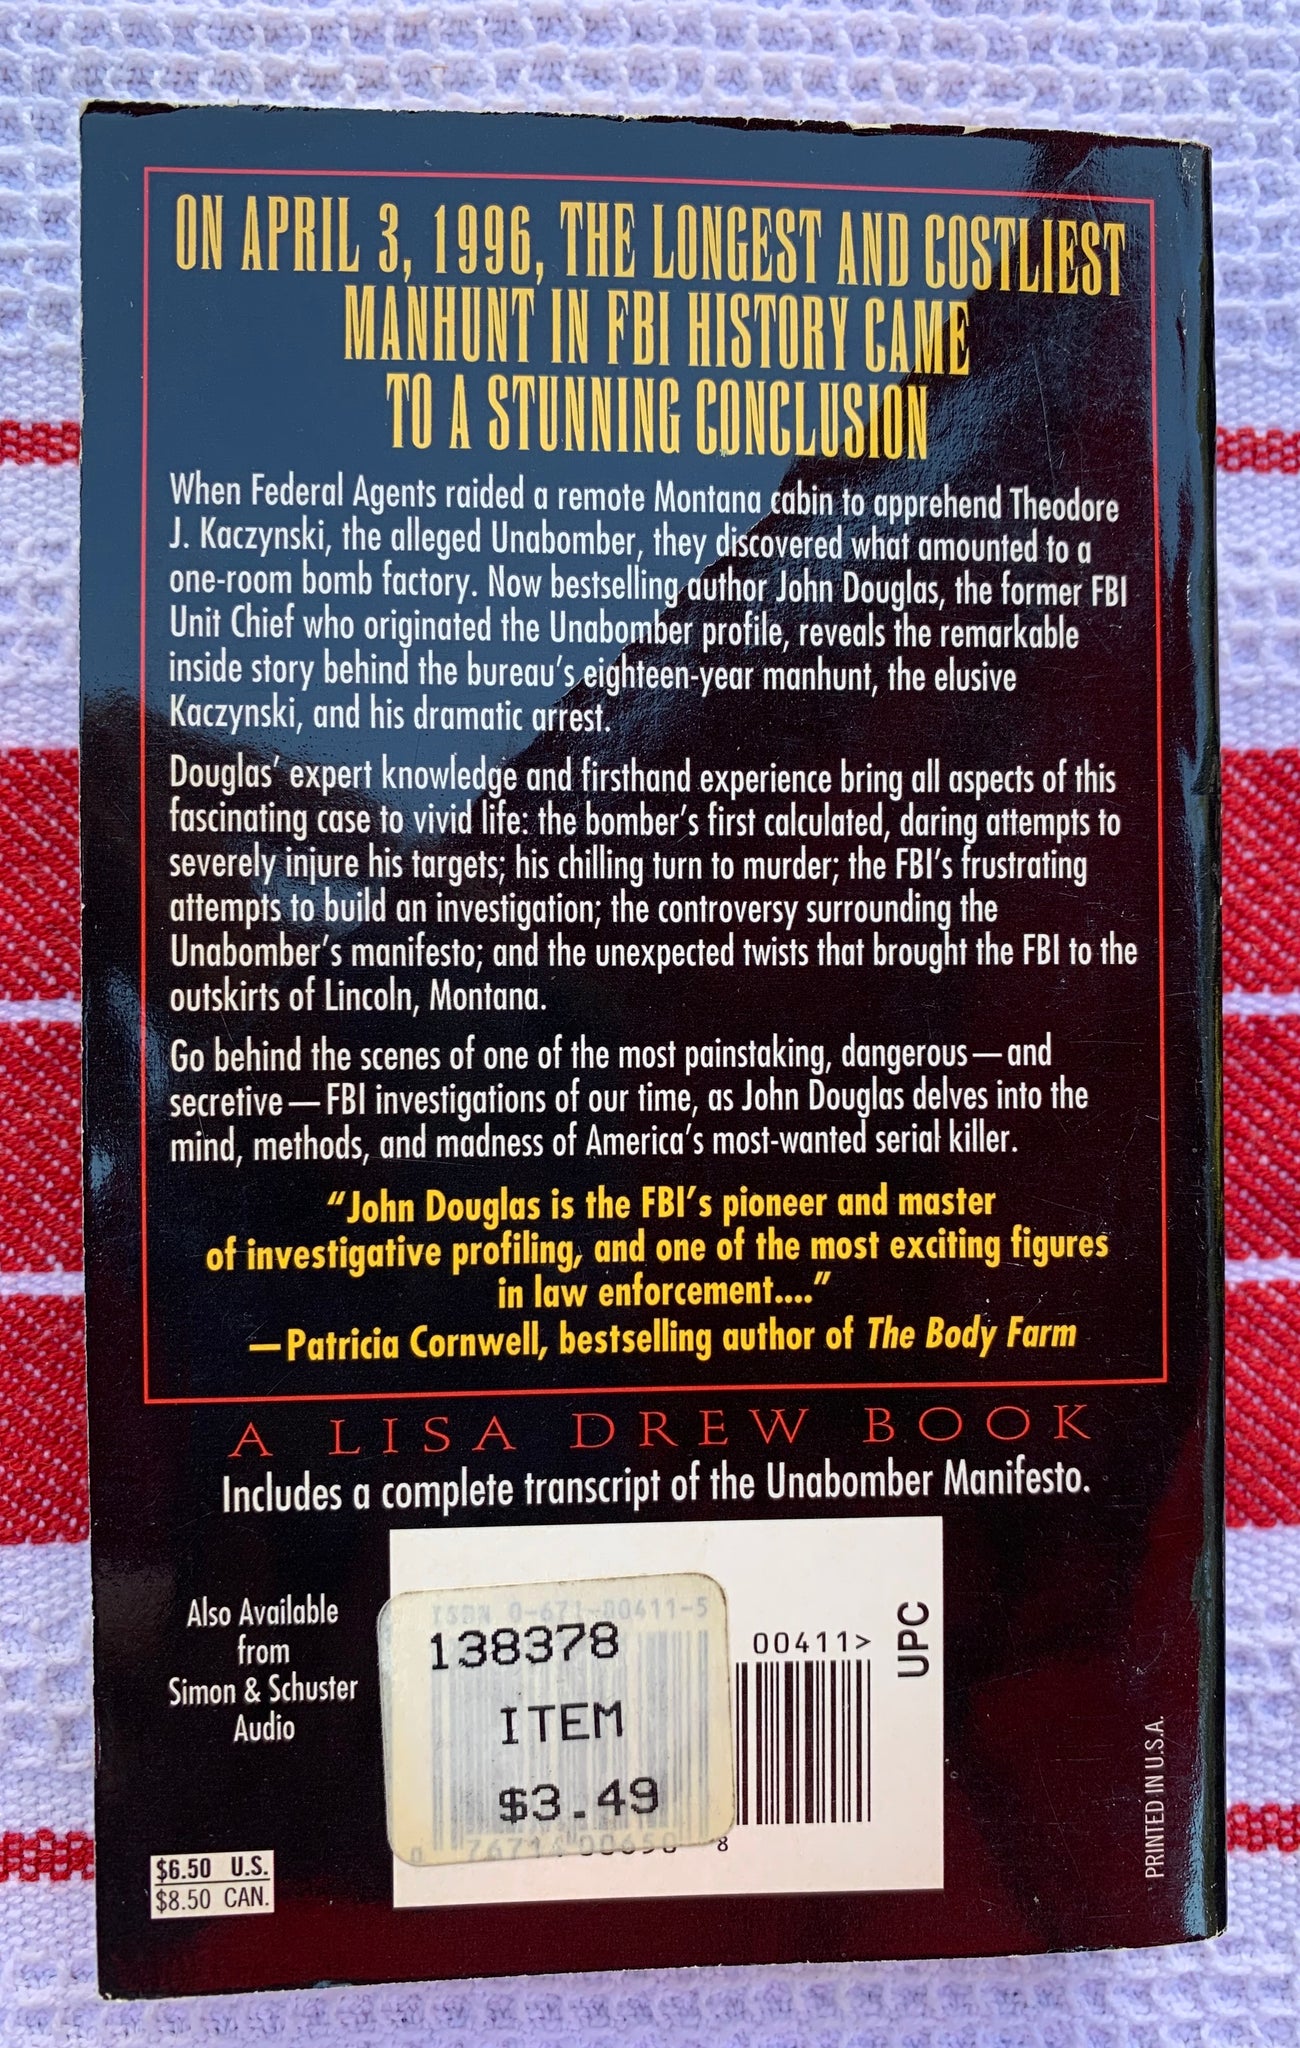 ON APRIL 3, 1996, THE LONGEST AND COSTLIEST
MANHUNT IN FBI HISTORY CAME
TO A STUNNING CONCLUSION
When Federal Agents raided a remote Montana cabin to apprehend Theodore
J. Kaczynski, the alleged Unabomber, they discovered what amounted to a
one-room bomb factory. Now bestselling author John Douglas, the former FBI
Unit Chief who originated the Unabomber profile, reveals the remarkable
inside story behind the bureau's eighteen-year manhunt, the elusive
Kaczynski, and his dramatic arrest.
Douglas' expert knowledge and firsthand experience bring all aspects of this
fascinating case to vivid life: the bomber's first calculated, daring attempts to
severely injure his targets; his chilling turn to murder; the FBI's frustrating
attempts to build an investigation; the controversy surrounding the
Unabomber's manifesto; and the unexpected twists that brought the FBI to the
outskirts of Lincoln, Montana.
Go behind the scenes of one of the most painstaking, dangerous—and
secretive—FBI investigations of our time, as John Douglas delves into the
mind, methods, and madness of America's most-wanted serial killer.
"John Douglas is the FBI's pioneer and master
of investigative profiling, and one of the most exciting figures
in law enforcement...."
—Patricia Cornwell, bestselling author of The Body Farm
A LISA DREW BOOK
Includes a complete transcript of the Unabomber Manifesto.
Also Available
from
Simon & Schuster
Audio
ISBN 0-671-00411-5
138378
ITEM
$3.49
00411>
UPC
0 76714 00650 8
$6.50 U.S.
$8.50 CAN.
PRINTED IN U.S.A.